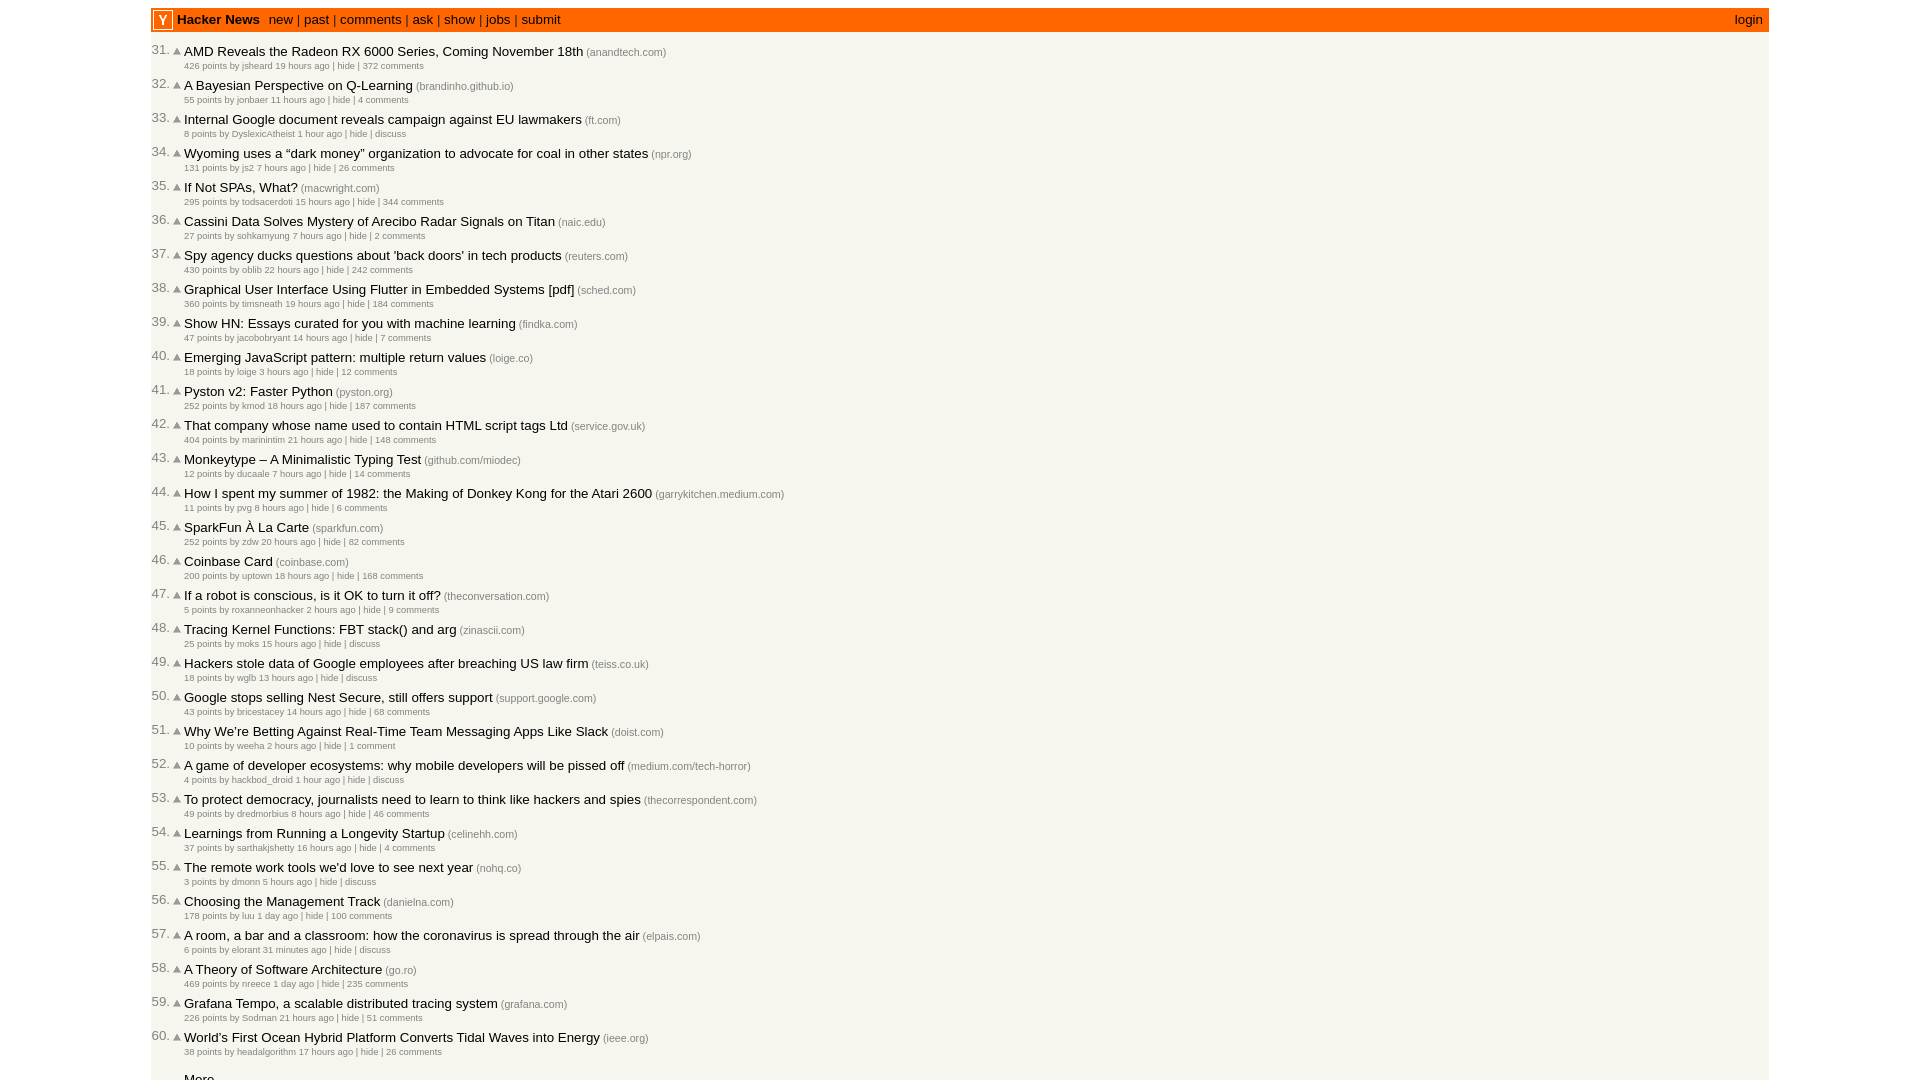 Y Hacker News new | past | comments | ask | show | jobs | submit login
31. AMD Reveals the Radeon RX 6000 Series, Coming November 18th (anandtech.com)
426 points by jsheard 19 hours ago | hide | 372 comments
32. A Bayesian Perspective on Q-Learning (brandinho.github.io)
55 points by jonbaer 11 hours ago | hide | 4 comments
33. Internal Google document reveals campaign against EU lawmakers (ft.com)
8 points by DyslexicAtheist 1 hour ago | hide | discuss
34. Wyoming uses a “dark money” organization to advocate for coal in other states (npr.org)
131 points by js2 7 hours ago | hide | 26 comments
35. If Not SPAs, What? (macwright.com)
295 points by todsacerdoti 15 hours ago | hide | 344 comments
36. Cassini Data Solves Mystery of Arecibo Radar Signals on Titan (naic.edu)
27 points by sohkamyung 7 hours ago | hide | 2 comments
37. Spy agency ducks questions about 'back doors' in tech products (reuters.com)
430 points by oblib 22 hours ago | hide | 242 comments
38. Graphical User Interface Using Flutter in Embedded Systems [pdf] (sched.com)
360 points by timsneath 19 hours ago | hide | 184 comments
39. Show HN: Essays curated for you with machine learning (findka.com)
47 points by jacobobryant 14 hours ago | hide | 7 comments
40. Emerging JavaScript pattern: multiple return values (loige.co)
18 points by loige 3 hours ago | hide | 12 comments
41. Pyston v2: Faster Python (pyston.org)
252 points by kmod 18 hours ago | hide | 187 comments
42. That company whose name used to contain HTML script tags Ltd (service.gov.uk)
404 points by marinintim 21 hours ago | hide | 148 comments
43. Monkeytype – A Minimalistic Typing Test (github.com/miodec)
12 points by ducaale 7 hours ago | hide | 14 comments
44. How I spent my summer of 1982: the Making of Donkey Kong for the Atari 2600 (garrykitchen.medium.com)
11 points by pvg 8 hours ago | hide | 6 comments
45. SparkFun À La Carte (sparkfun.com)
252 points by zdw 20 hours ago | hide | 82 comments
46. Coinbase Card (coinbase.com)
200 points by uptown 18 hours ago | hide | 168 comments
47. If a robot is conscious, is it OK to turn it off? (theconversation.com)
5 points by roxanneonhacker 2 hours ago | hide | 9 comments
48. Tracing Kernel Functions: FBT stack() and arg (zinascii.com)
25 points by moks 15 hours ago | hide | discuss
49. Hackers stole data of Google employees after breaching US law firm (teiss.co.uk)
18 points by wglb 13 hours ago | hide | discuss
50. Google stops selling Nest Secure, still offers support (support.google.com)
43 points by bricestacey 14 hours ago | hide | 68 comments
51. Why We’re Betting Against Real-Time Team Messaging Apps Like Slack (doist.com)
10 points by weeha 2 hours ago | hide | 1 comment
52. A game of developer ecosystems: why mobile developers will be pissed off (medium.com/tech-horror)
4 points by hackbod_droid 1 hour ago | hide | discuss
53. To protect democracy, journalists need to learn to think like hackers and spies (thecorrespondent.com)
49 points by dredmorbius 8 hours ago | hide | 46 comments
54. Learnings from Running a Longevity Startup (celinehh.com)
37 points by sarthakjshetty 16 hours ago | hide | 4 comments
55. The remote work tools we'd love to see next year (nohq.co)
3 points by dmonn 5 hours ago | hide | discuss
56. Choosing the Management Track (danielna.com)
178 points by luu 1 day ago | hide | 100 comments
57. A room, a bar and a classroom: how the coronavirus is spread through the air (elpais.com)
6 points by elorant 31 minutes ago | hide | discuss
58. A Theory of Software Architecture (go.ro)
469 points by nreece 1 day ago | hide | 235 comments
59. Grafana Tempo, a scalable distributed tracing system (grafana.com)
226 points by Sodman 21 hours ago | hide | 51 comments
60. World’s First Ocean Hybrid Platform Converts Tidal Waves into Energy (ieee.org)
38 points by headalgorithm 17 hours ago | hide | 26 comments
More